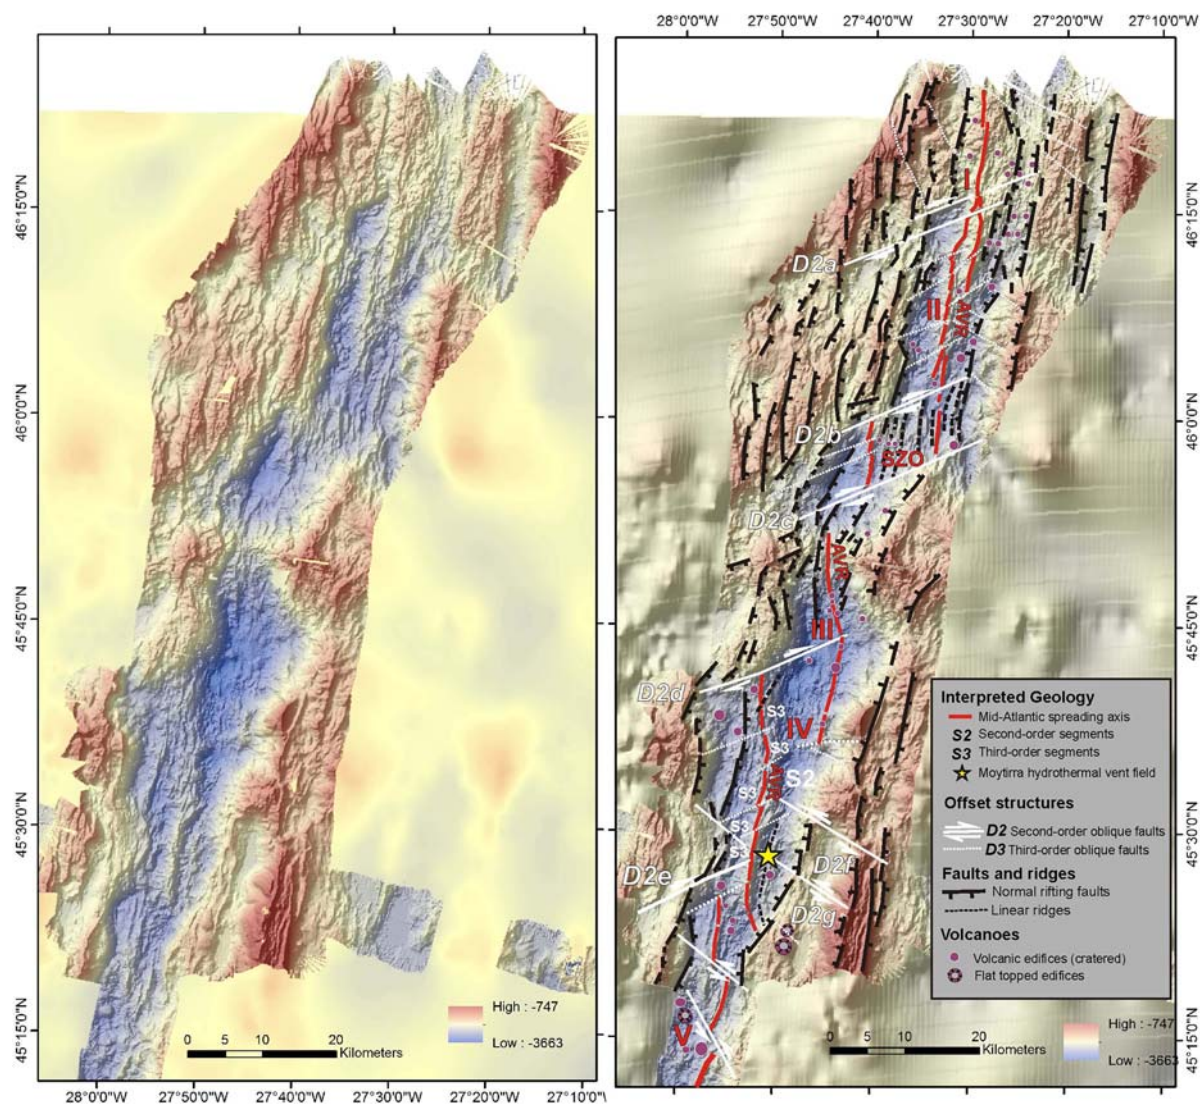 28°0'0"W 27°50'0"W 27°40'0"W 27°30'0"W 27°20'0"W 27°10'0"W
46°15'0"N
46°0'0"N
45°45'0"N
45°30'0"N
45°15'0"N
High : -747
Low : -3663
0 5 10 20
Kilometers
28°0'0"W 27°50'0"W 27°40'0"W 27°30'0"W 27°20'0"W 27°10'0"W
46°15'0"N
46°0'0"N
45°45'0"N
45°30'0"N
45°15'0"N
I
D2a
II
AVR
D2b
SZO
D2c
AVR
III
D2d
S3
IV
S3
AVR
S2
S3
S3
D2e
D2f
D2g
V
Interpreted Geology
Mid-Atlantic spreading axis
S2 Second-order segments
S3 Third-order segments
Moytirra hydrothermal vent field
Offset structures
D2 Second-order oblique faults
D3 Third-order oblique faults
Faults and ridges
Normal rifting faults
Linear ridges
Volcanoes
Volcanic edifices (cratered)
Flat topped edifices
High : -747
Low : -3663
0 5 10 20
Kilometers